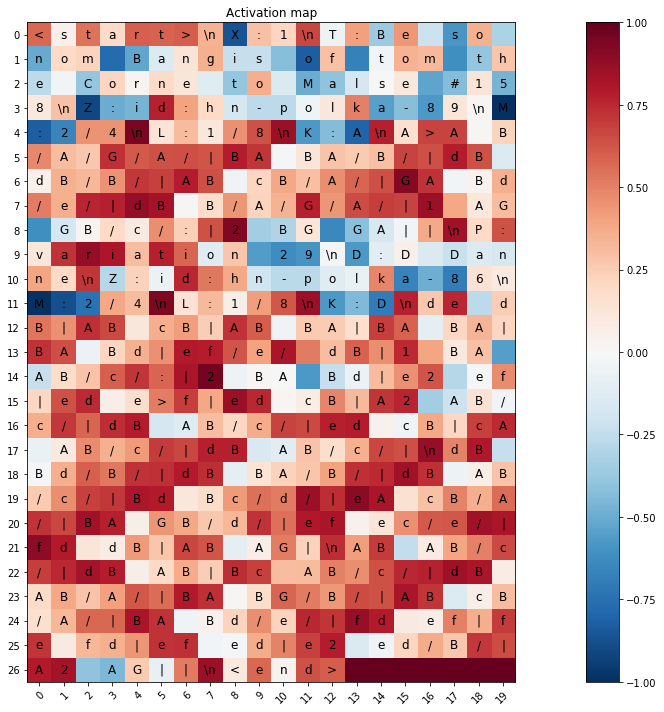 Activation map
0 < s t a r t > \n X : 1 \n T : B e s o
1 n o m B a n g i s o f t o m t h
2 e C o r n e t o M a l s e # 1 5
3 8 \n Z : i d : h n - p o l k a - 8 9 \n M
4 : 2 / 4 \n L : 1 / 8 \n K : A \n A > A B
5 / A / G / A / | B A B A / B / | d B
6 d B / B / | A B c B / A / | G A B d
7 / e / | d B B / A / G / A / | 1 A G
8 G B / c / : | 2 B G G A | | \n P :
9 v a r i a t i o n 2 9 \n D : D D a n
10 n e \n Z : i d : h n - p o l k a - 8 6 \n
11 M : 2 / 4 \n L : 1 / 8 \n K : D \n d e d
12 B | A B c B | A B B A | B A B A |
13 B A B d | e f / e / d B | 1 B A
14 A B / c / : | 2 B A B d | e 2 e f
15 | e d e > f | e d c B | A 2 A B /
16 c / | d B A B / c / | e d c B | c A
17 A B / c / | d B A B / c / | \n d B
18 B d / B / | d B B A / B / | d B A B
19 / c / | B d B c / d / | e A c B / A
20 / | B A G B / d / | e f e c / e / |
21 f d d B | A B A G | \n A B A B / c
22 / | d B A B | B c A B / c / | d B
23 A B / A / | B A B G / B / | A B c B
24 / A / | B A B d / e / | f d e f | f
25 e f d | e f e d | e 2 e d / B / |
26 A 2 A G | | \n < e n d >
0 1 2 3 4 5 6 7 8 9 10 11 12 13 14 15 16 17 18 19
1.00
0.75
0.50
0.25
0.00
−0.25
−0.50
−0.75
−1.00